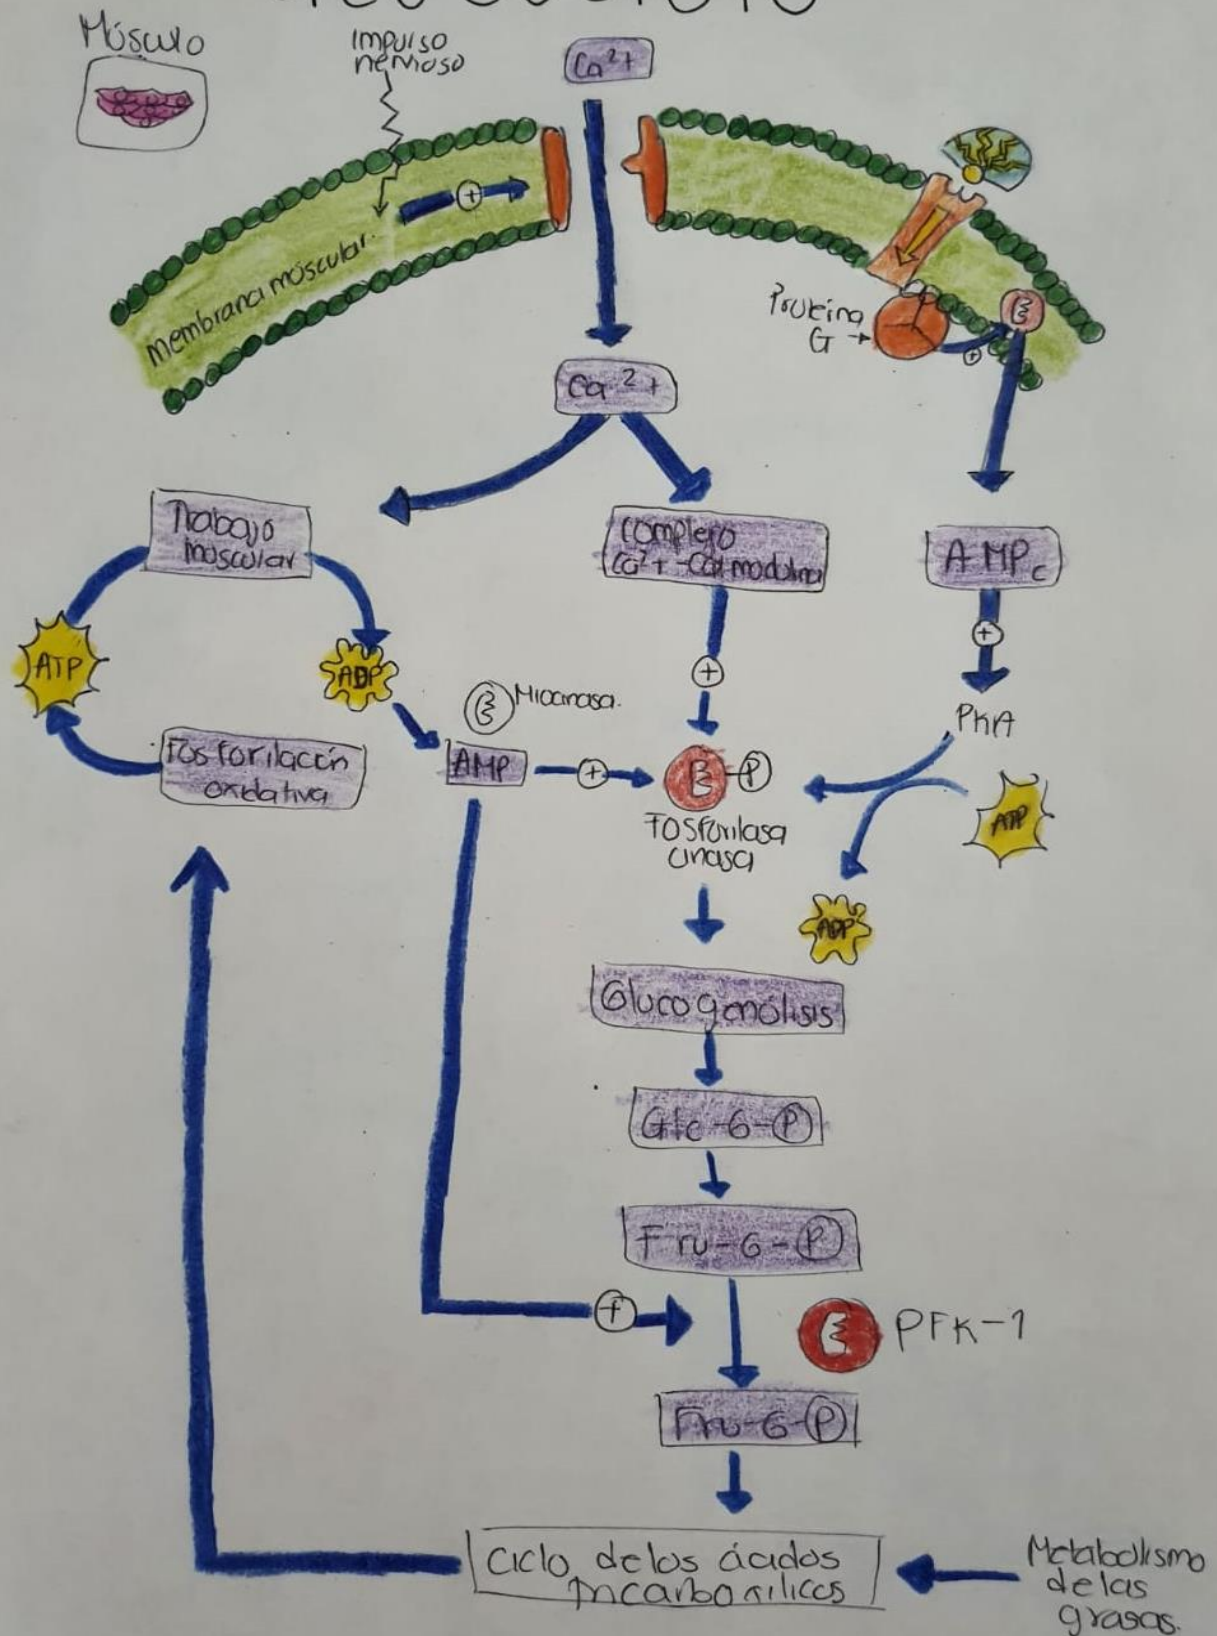 Músculo
Impulso
nervioso
Ca²⁺
+
Membrana múscular.
Proteína
G
E
+
Ca²⁺
Trabajo
muscular
Complejo
Ca²⁺-Calmodulina
AMPc
ATP
ADP
+
+
E Miocinasa.
PKA
Fosforilación
oxidativa
AMP
+
E-P
Fosforilasa
cinasa
ATP
ADP
Glucogenólisis
Glc-6-P
Fru-6-P
+
E PFK-1
Fru-6-P
Ciclo de los ácidos
tricarboxílicos
Metabolismo
de las
grasas.